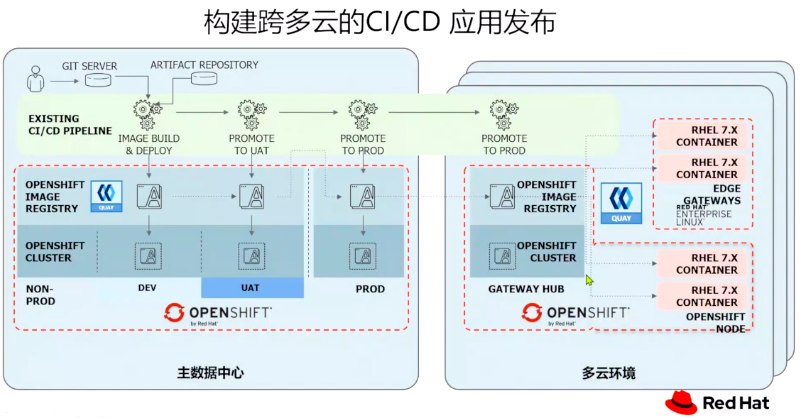 构建跨多云的CI/CD 应用发布
GIT SERVER
ARTIFACT REPOSITORY
EXISTING
CI/CD PIPELINE
IMAGE BUILD
& DEPLOY
PROMOTE
TO UAT
PROMOTE
TO PROD
PROMOTE
TO PROD
OPENSHIFT
IMAGE
REGISTRY
QUAY
OPENSHIFT
CLUSTER
NON-
PROD
DEV
UAT
PROD
OPENSHIFT
by Red Hat
主数据中心
OPENSHIFT
IMAGE
REGISTRY
QUAY
OPENSHIFT
CLUSTER
GATEWAY HUB
OPENSHIFT
by Red Hat
RHEL 7.X
CONTAINER
RHEL 7.X
CONTAINER
EDGE
GATEWAYS
RED HAT
ENTERPRISE
LINUX
RHEL 7.X
CONTAINER
RHEL 7.X
CONTAINER
OPENSHIFT
NODE
多云环境
Red Hat